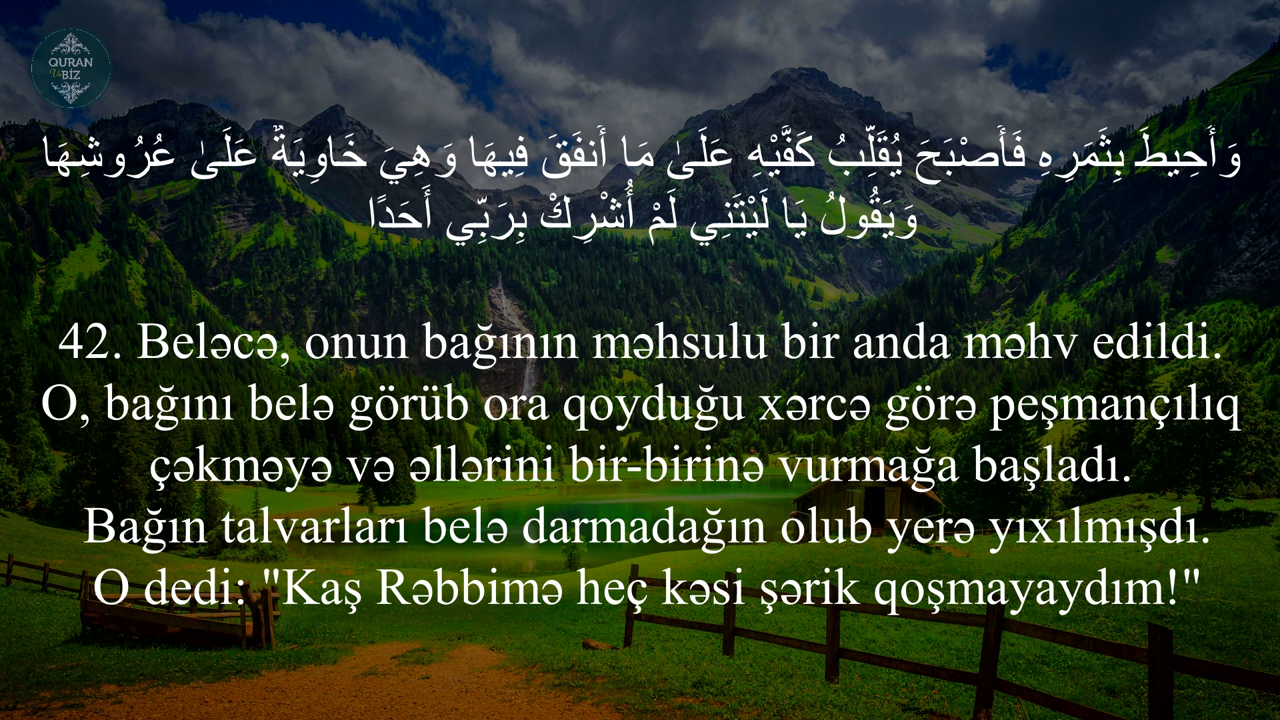 QURAN
Və
BİZ
وَأُحِيطَ بِثَمَرِهِ فَأَصْبَحَ يُقَلِّبُ كَفَّيْهِ عَلَىٰ مَا أَنفَقَ فِيهَا وَهِيَ خَاوِيَةٌ عَلَىٰ عُرُوشِهَا
وَيَقُولُ يَا لَيْتَنِي لَمْ أُشْرِكْ بِرَبِّي أَحَدًا
42. Beləcə, onun bağının məhsulu bir anda məhv edildi.
O, bağını belə görüb ora qoyduğu xərcə görə peşmançılıq
çəkməyə və əllərini bir-birinə vurmağa başladı.
Bağın talvarları belə darmadağın olub yerə yıxılmışdı.
O dedi: "Kaş Rəbbimə heç kəsi şərik qoşmayaydım!"